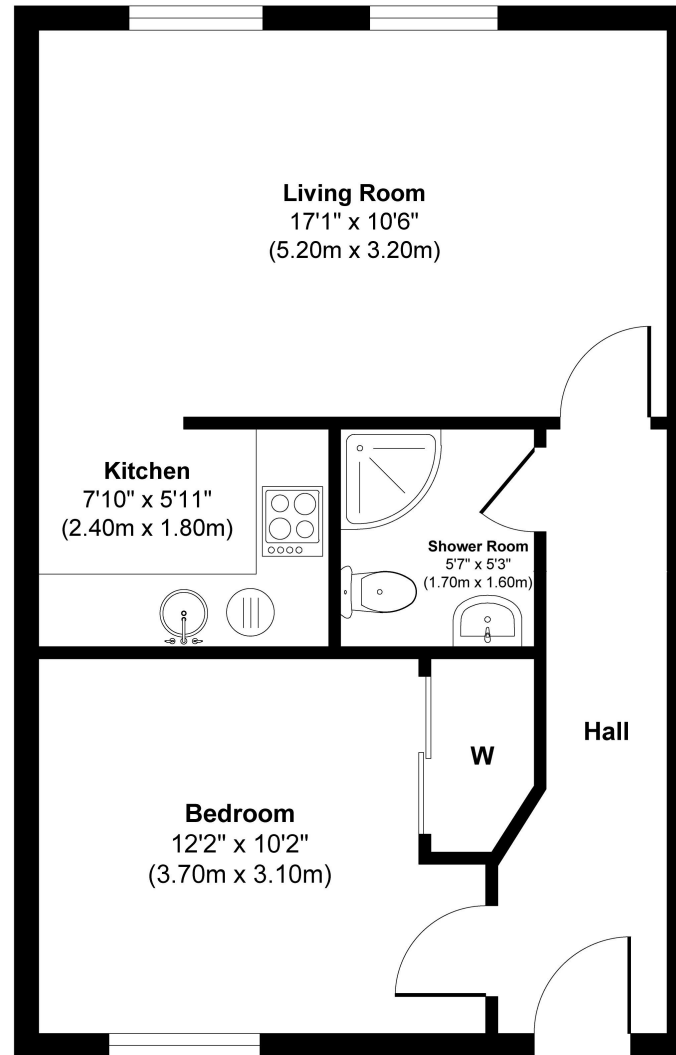 Living Room
17'1" x 10'6"
(5.20m x 3.20m)
Kitchen
7'10" x 5'11"
(2.40m x 1.80m)
Shower Room
5'7" x 5'3"
(1.70m x 1.60m)
Hall
W
Bedroom
12'2" x 10'2"
(3.70m x 3.10m)